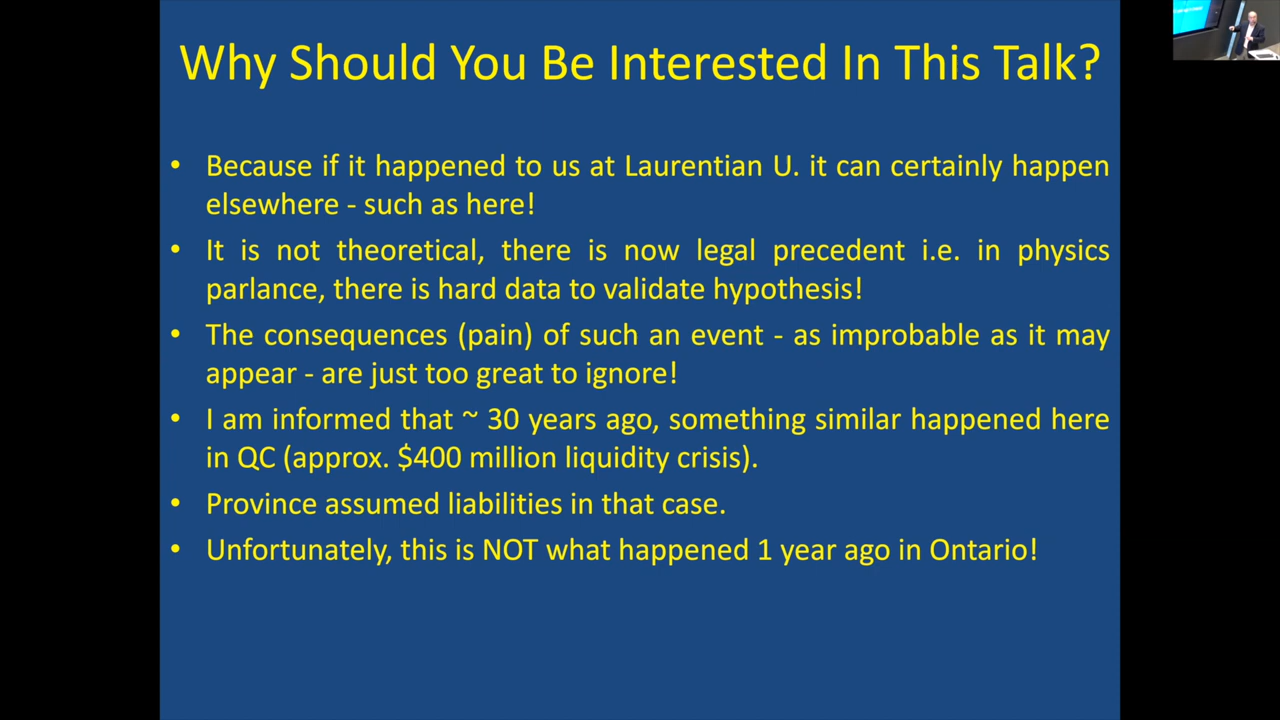 Why Should You Be Interested In This Talk?
• Because if it happened to us at Laurentian U. it can certainly happen
elsewhere - such as here!
• It is not theoretical, there is now legal precedent i.e. in physics
parlance, there is hard data to validate hypothesis!
• The consequences (pain) of such an event - as improbable as it may
appear - are just too great to ignore!
• I am informed that ~ 30 years ago, something similar happened here
in QC (approx. $400 million liquidity crisis).
• Province assumed liabilities in that case.
• Unfortunately, this is NOT what happened 1 year ago in Ontario!